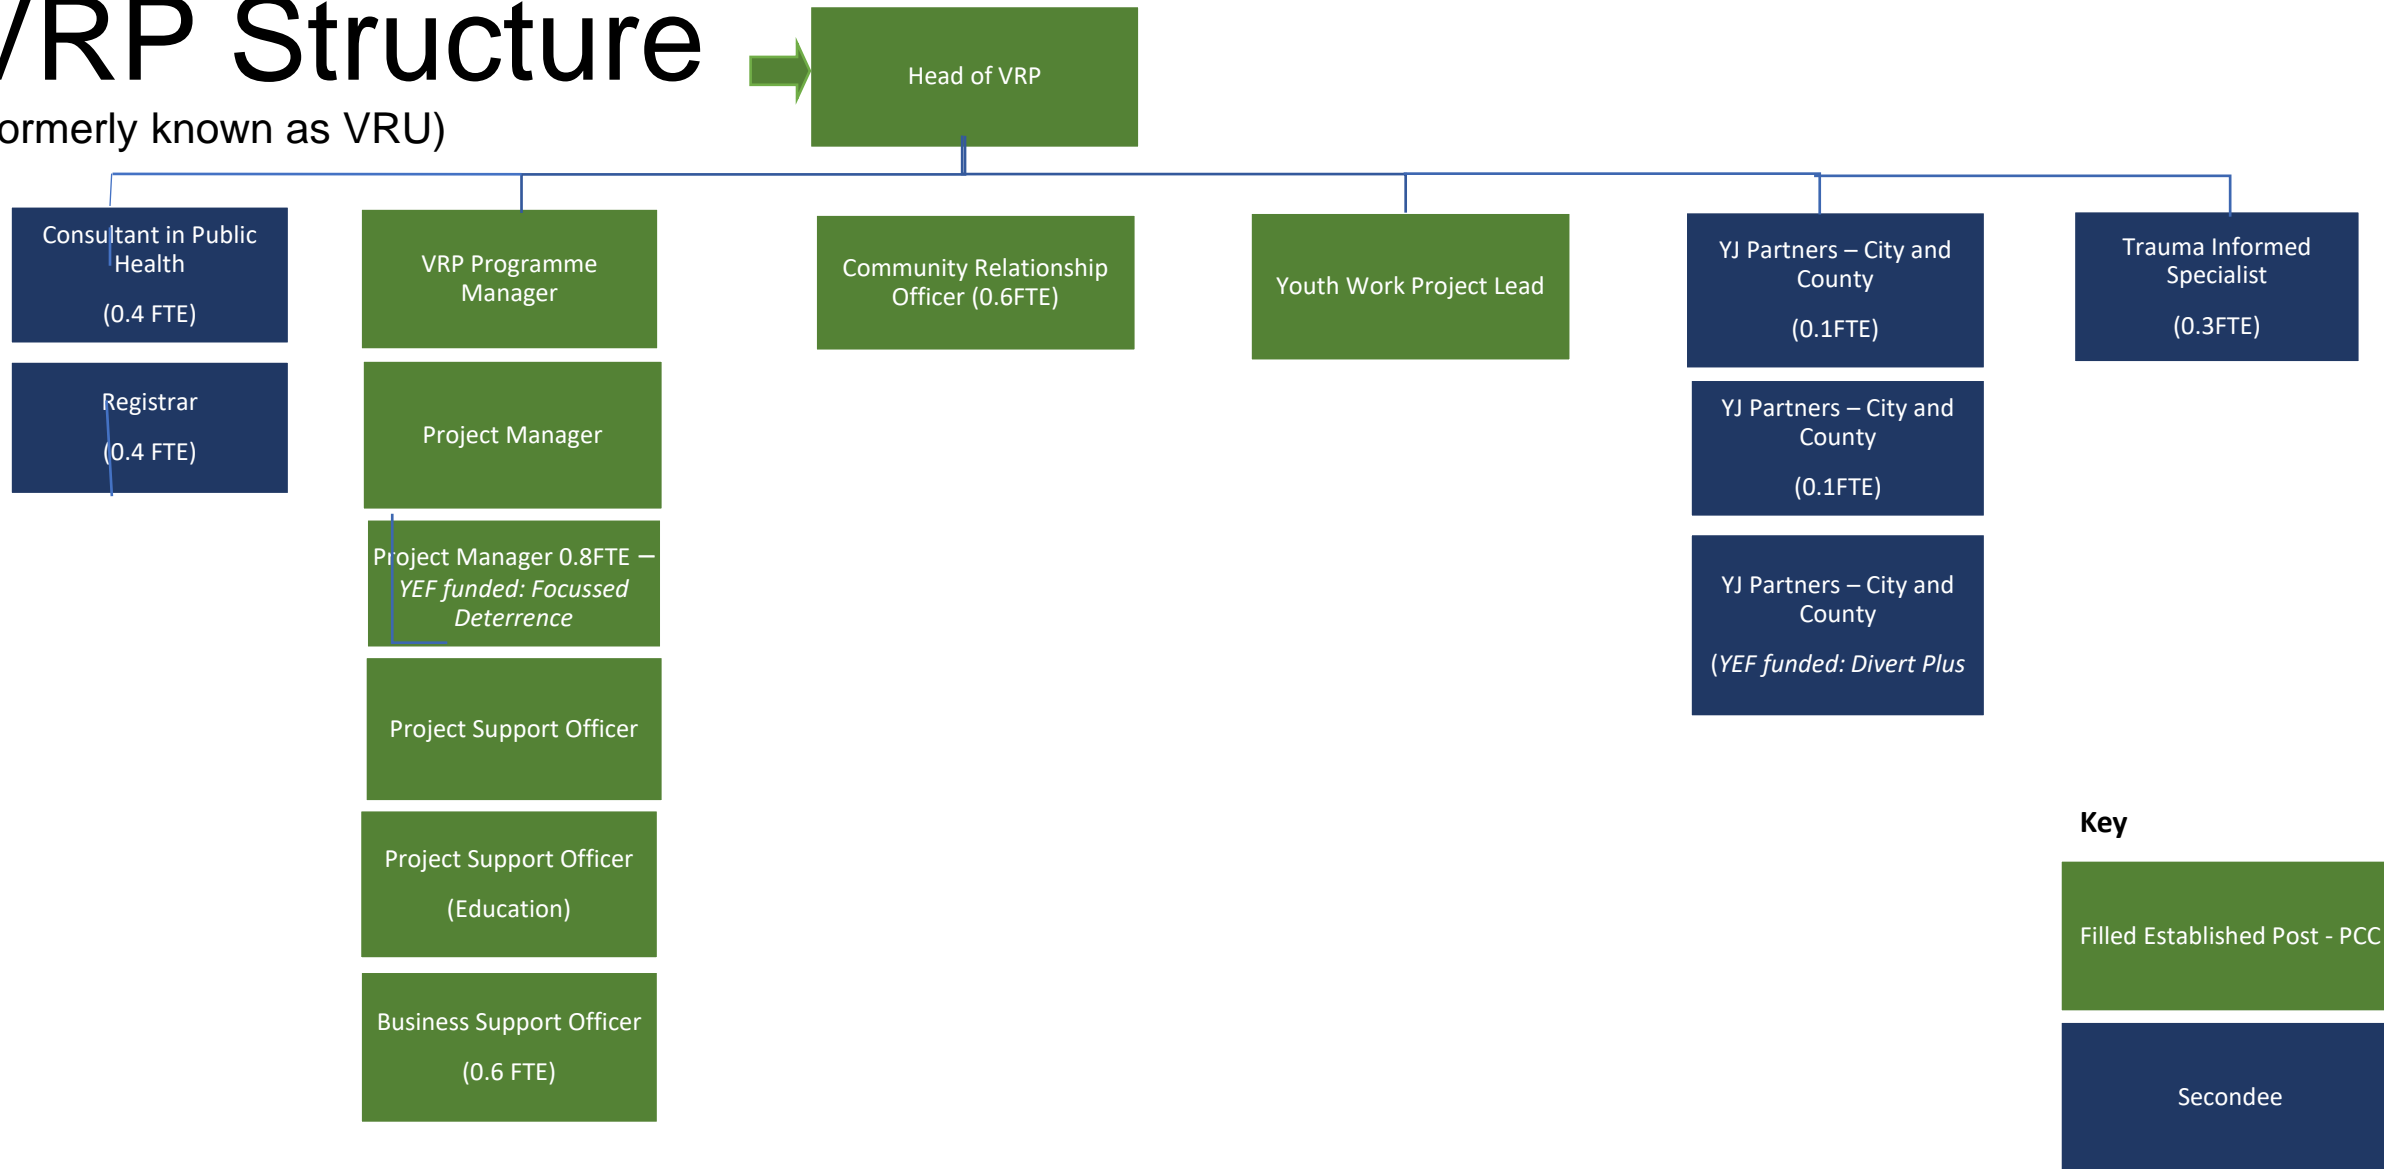 VRP Structure
ormerly known as VRU)
Head of VRP
Consultant in Public
Health
(0.4 FTE)
Registrar
(0.4 FTE)
VRP Programme
Manager
Project Manager
Project Manager 0.8FTE –
YEF funded: Focussed
Deterrence
Project Support Officer
Project Support Officer
(Education)
Business Support Officer
(0.6 FTE)
Community Relationship
Officer (0.6FTE)
Youth Work Project Lead
YJ Partners – City and
County
(0.1FTE)
YJ Partners – City and
County
(0.1FTE)
YJ Partners – City and
County
(YEF funded: Divert Plus
Trauma Informed
Specialist
(0.3FTE)
Key
Filled Established Post - PCC
Secondee